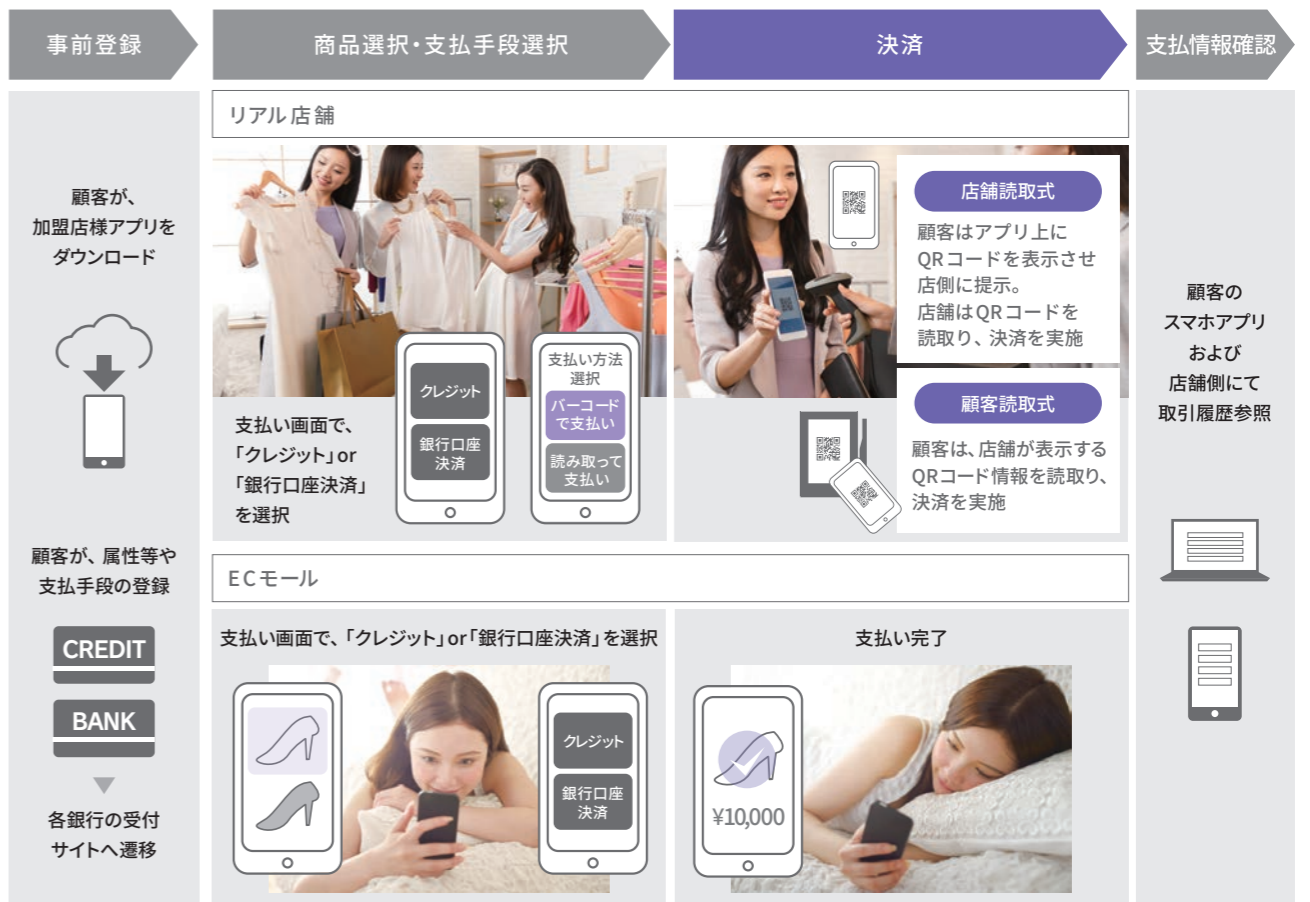 事前登録
商品選択・支払手段選択
決済
支払情報確認
顧客が、
加盟店様アプリを
ダウンロード
顧客が、属性等や
支払手段の登録
CREDIT
BANK
各銀行の受付
サイトへ遷移
リアル店舗
支払い画面で、
「クレジット」or
「銀行口座決済」
を選択
クレジット
銀行口座
決済
支払い方法
選択
バーコード
で支払い
読み取って
支払い
店舗読取式
顧客はアプリ上に
QRコードを表示させ
店側に提示。
店舗はQRコードを
読取り、決済を実施
顧客読取式
顧客は、店舗が表示する
QRコード情報を読取り、
決済を実施
ECモール
支払い画面で、「クレジット」or「銀行口座決済」を選択
クレジット
銀行口座
決済
支払い完了
¥10,000
顧客の
スマホアプリ
および
店舗側にて
取引履歴参照